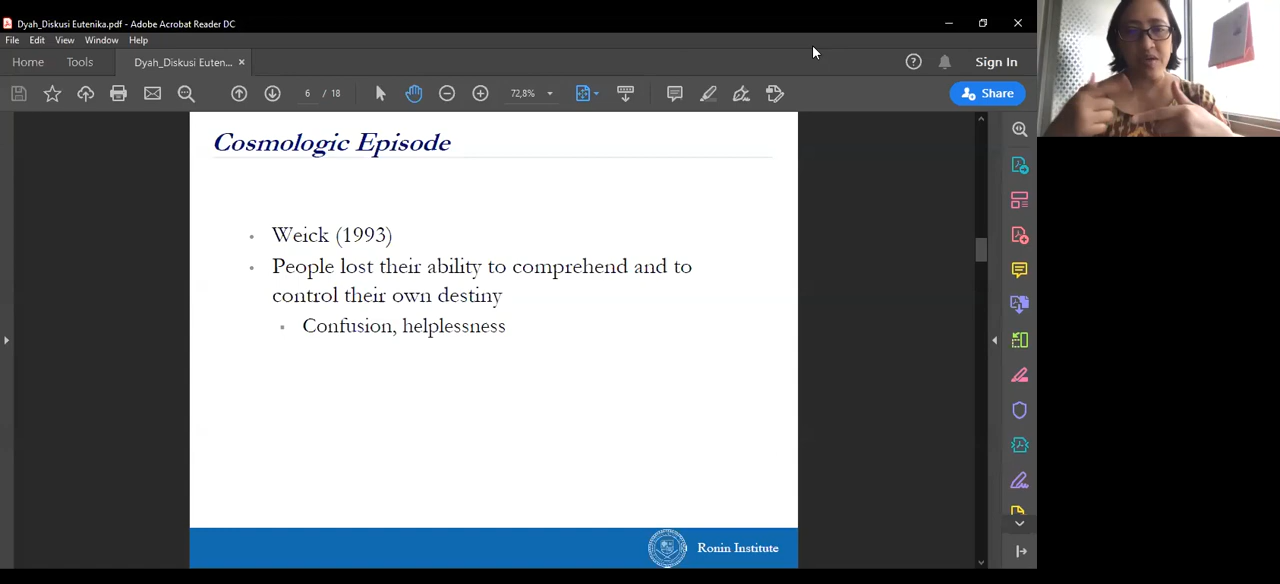 Dyah_Diskusi Eutenika.pdf - Adobe Acrobat Reader DC
File Edit View Window Help
Home Tools Dyah_Diskusi Euten... Sign In
6 / 18 72,8% Share
Cosmologic Episode
Weick (1993)
People lost their ability to comprehend and to
control their own destiny
Confusion, helplessness
Ronin Institute